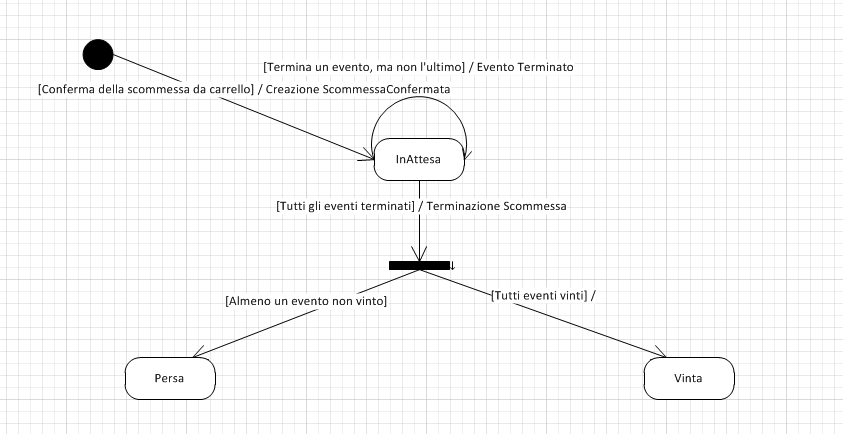 [Termina un evento, ma non l'ultimo] / Evento Terminato
[Conferma della scommessa da carrello] / Creazione ScommessaConfermata
InAttesa
[Tutti gli eventi terminati] / Terminazione Scommessa
[Almeno un evento non vinto]
[Tutti eventi vinti] /
Persa
Vinta